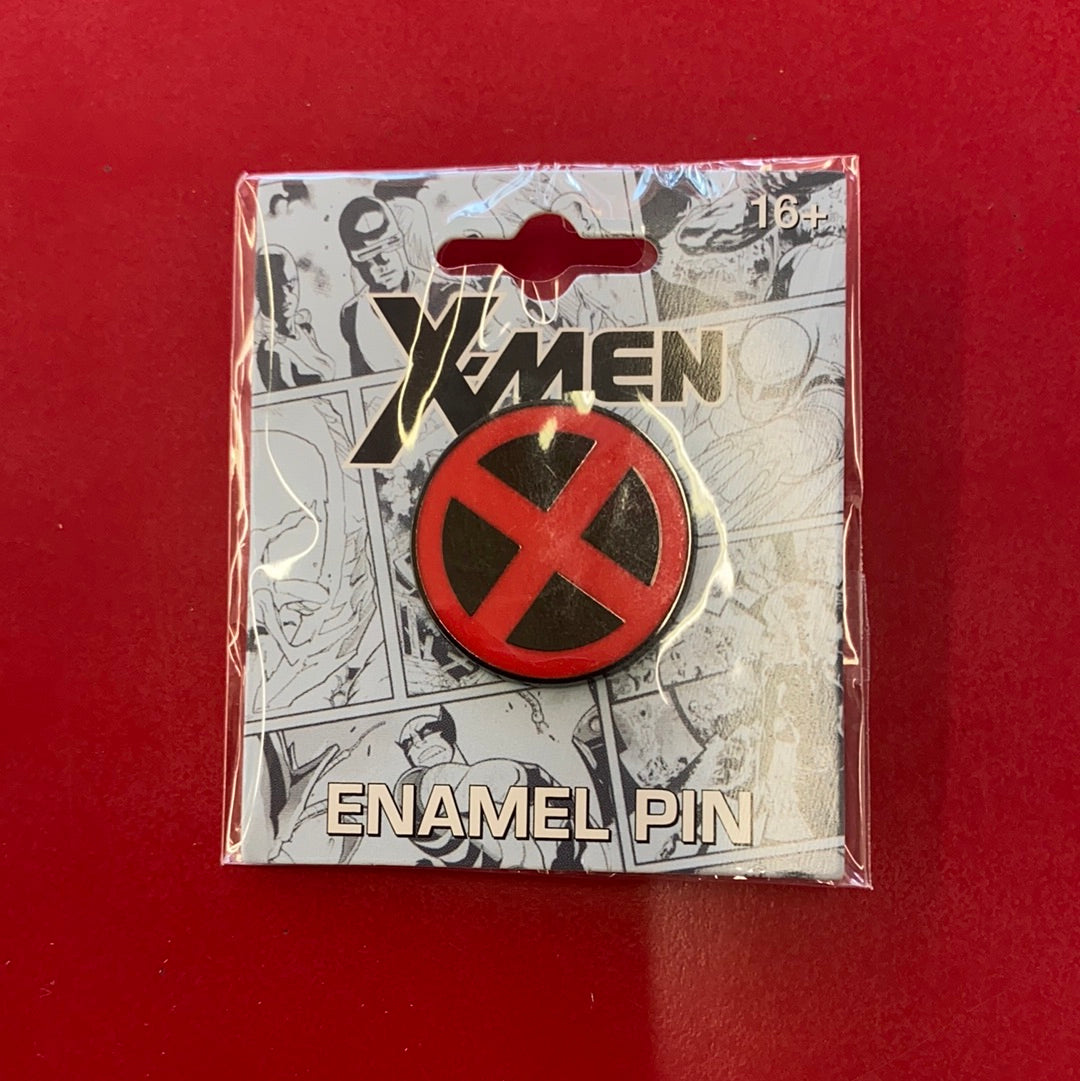 16+
X-MEN
ENAMEL PIN